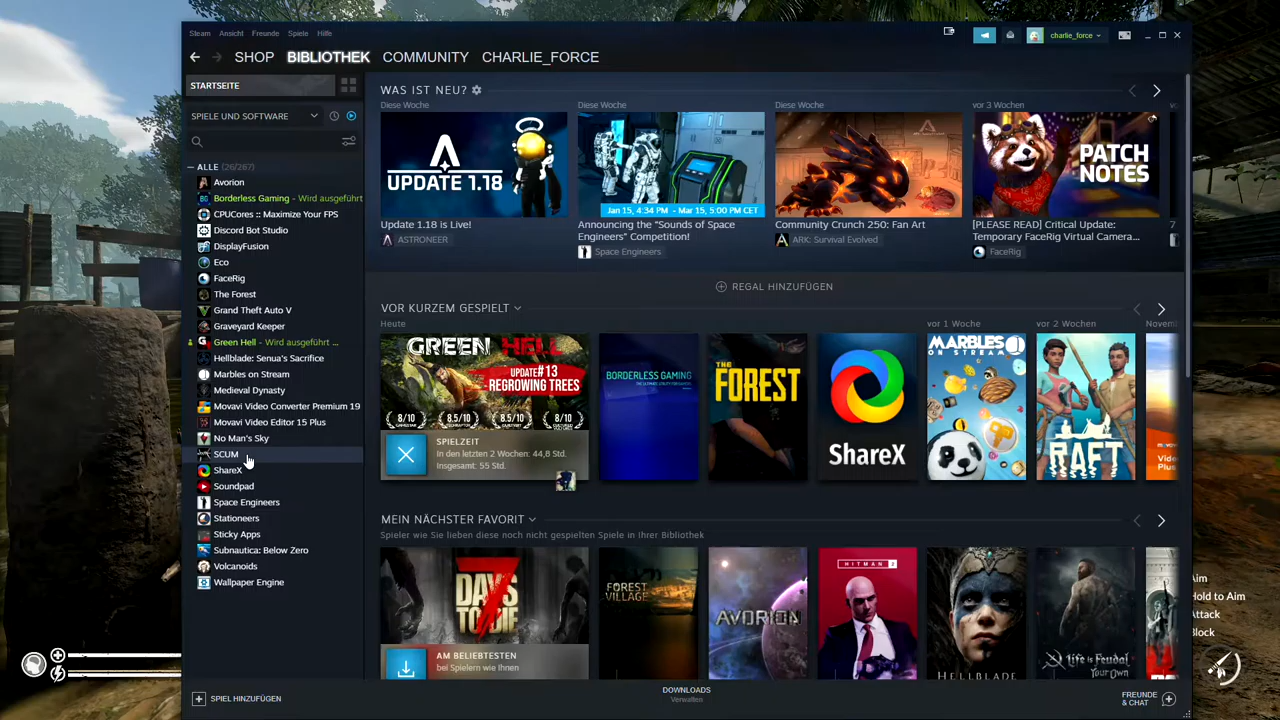 Steam Ansicht Freunde Spiele Hilfe
charlie_force
SHOP BIBLIOTHEK COMMUNITY CHARLIE_FORCE
STARTSEITE
SPIELE UND SOFTWARE
ALLE (26/287)
Avorion
Borderless Gaming - Wird ausgeführt
CPUCores :: Maximize Your FPS
Discord Bot Studio
DisplayFusion
Eco
FaceRig
The Forest
Grand Theft Auto V
Graveyard Keeper
Green Hell - Wird ausgeführt ...
Hellblade: Senua's Sacrifice
Marbles on Stream
Medieval Dynasty
Movavi Video Converter Premium 19
Movavi Video Editor 15 Plus
No Man's Sky
SCUM
ShareX
Soundpad
Space Engineers
Stationeers
Sticky Apps
Subnautica: Below Zero
Volcanoids
Wallpaper Engine
SPIEL HINZUFÜGEN
WAS IST NEU?
Diese Woche
UPDATE 1.18
Update 1.18 is Live!
ASTRONEER
Diese Woche
Jan 15, 4:34 PM - Mar 15, 5:00 PM CET
Announcing the "Sounds of Space
Engineers" Competition!
Space Engineers
Diese Woche
Community Crunch 250: Fan Art
ARK: Survival Evolved
vor 3 Wochen
PATCH
NOTES
[PLEASE READ] Critical Update:
Temporary FaceRig Virtual Camera...
FaceRig
7
REGAL HINZUFÜGEN
VOR KURZEM GESPIELT
Heute
GREEN HELL
UPDATE#13
REGROWING TREES
8/10 8.5/10 8.5/10 8/10
SPIELZEIT
In den letzten 2 Wochen: 44,8 Std.
Insgesamt: 55 Std.
BORDERLESS GAMING
THE
FOREST
ShareX
vor 1 Woche
MARBLES
ON STREAM
vor 2 Wochen
RAFT
Novem
Video
Plus
MEIN NÄCHSTER FAVORIT
Spieler wie Sie lieben diese noch nicht gespielten Spiele in Ihrer Bibliothek
7
DAYS
TO DIE
AM BELIEBTESTEN
bei Spielern wie Ihnen
FOREST
VILLAGE
AVORION
HITMAN
HELLBLADE
Life is Feudal
Your Own
DOWNLOADS
Verwalten
FREUNDE
& CHAT
Aim
Hold to Aim
Attack
Block